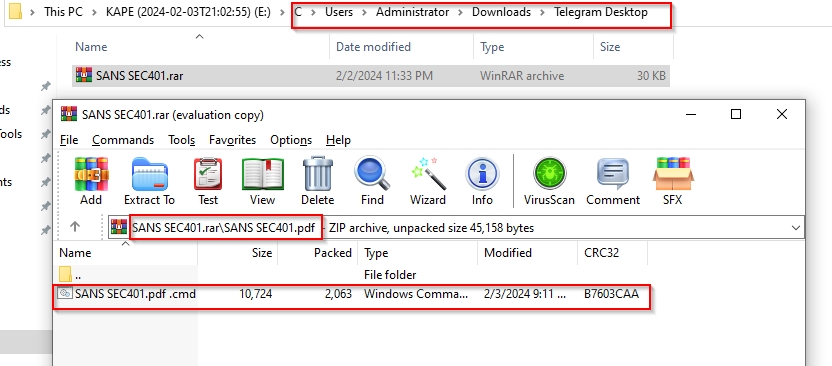 This PC > KAPE (2024-02-03T21:02:55) (E:) > C > Users > Administrator > Downloads > Telegram Desktop
ess
Name Date modified Type Size
SANS SEC401.rar 2/2/2024 11:33 PM WinRAR archive 30 KB
ds
Tools
nts
SANS SEC401.rar (evaluation copy)
File Commands Tools Favorites Options Help
Add Extract To Test View Delete Find Wizard Info VirusScan Comment SFX
SANS SEC401.rar\SANS SEC401.pdf - ZIP archive, unpacked size 45,158 bytes
Name Size Packed Type Modified CRC32
.. File folder
SANS SEC401.pdf .cmd 10,724 2,063 Windows Comma... 2/3/2024 9:11 ... B7603CAA